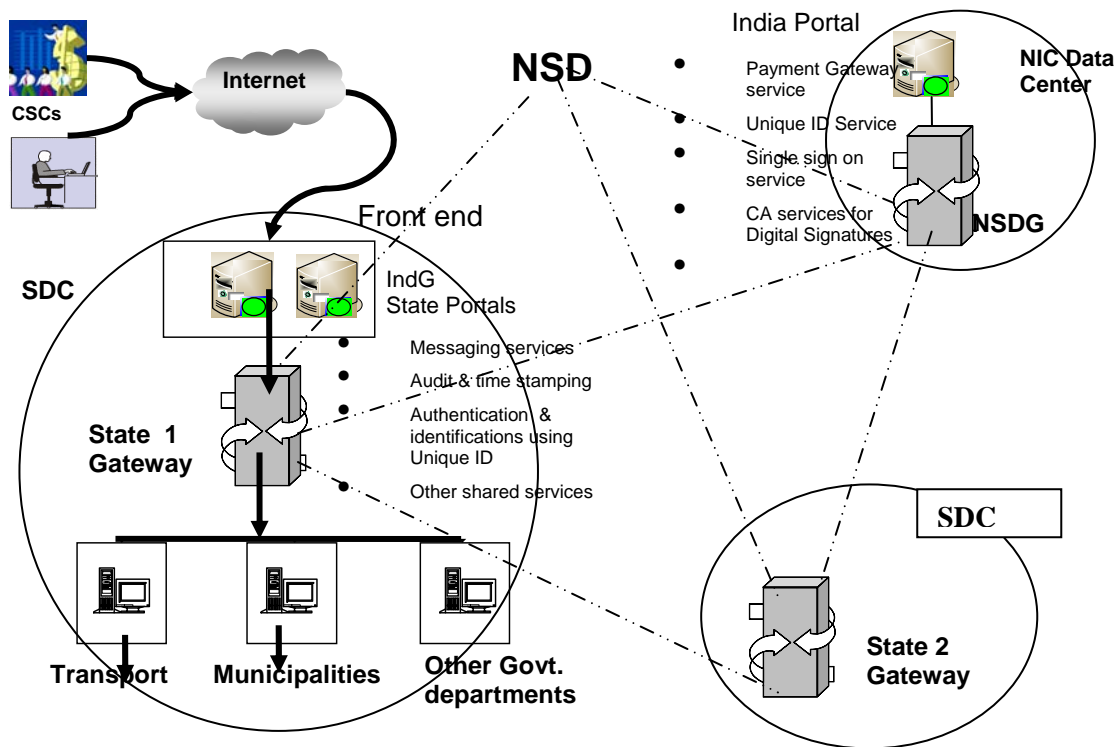 India Portal
NSD
NIC Data
Center
Internet
Payment Gateway
service
CSCs
Unique ID Service
Single sign on
service
CA services for
Digital Signatures
NSDG
Front end
SDC
IndG
State Portals
Messaging services
Audit & time stamping
Authentication &
identifications using
Unique ID
Other shared services
State 1
Gateway
SDC
State 2
Gateway
Transport
Municipalities
Other Govt.
departments